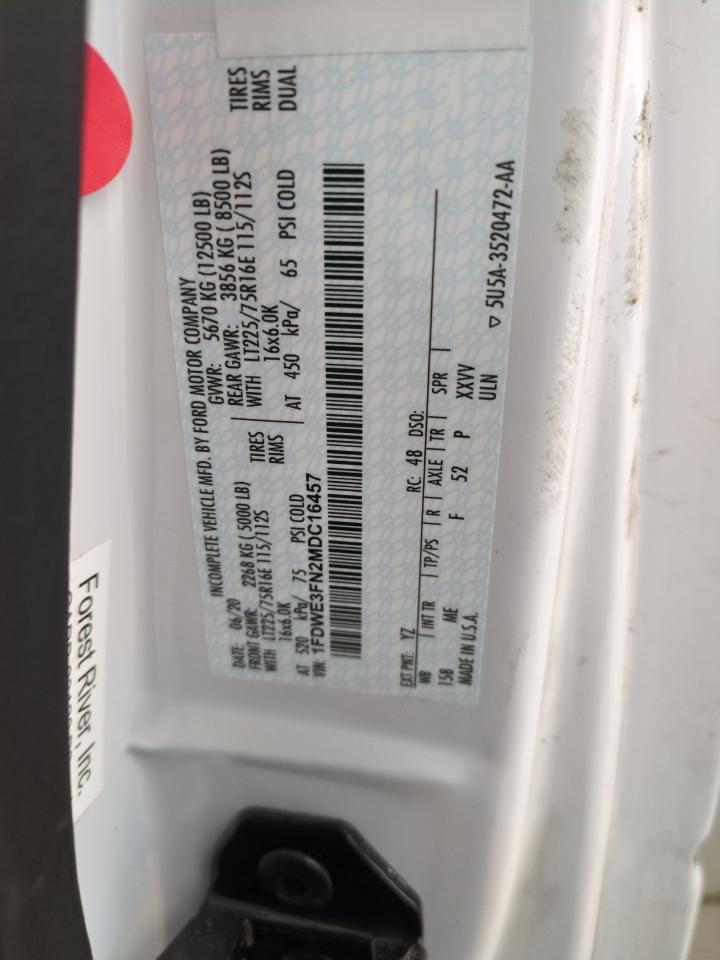 INCOMPLETE VEHICLE MFD. BY FORD MOTOR COMPANY
DATE: 06/20 GVWR: 5670 KG (12500 LB)
FRONT GAWR: 2268 KG (5000 LB) REAR GAWR: 3856 KG (8500 LB)
WITH LT225/75R16E 115/112S TIRES WITH LT225/75R16E 115/112S TIRES
16x6.0K RIMS 16x6.0K RIMS
AT 520 kPa/ 75 PSI COLD AT 450 kPa/ 65 PSI COLD DUAL
VIN: 1FDWE3FN2MDC16457
EXT PNT: YZ RC: 48 DSO:
WB INT TR TP/PS R AXLE TR SPR
158 ME F 52 P XXVV
MADE IN U.S.A. ULN
▽ 5U5A-3520472-AA
Forest River, Inc.